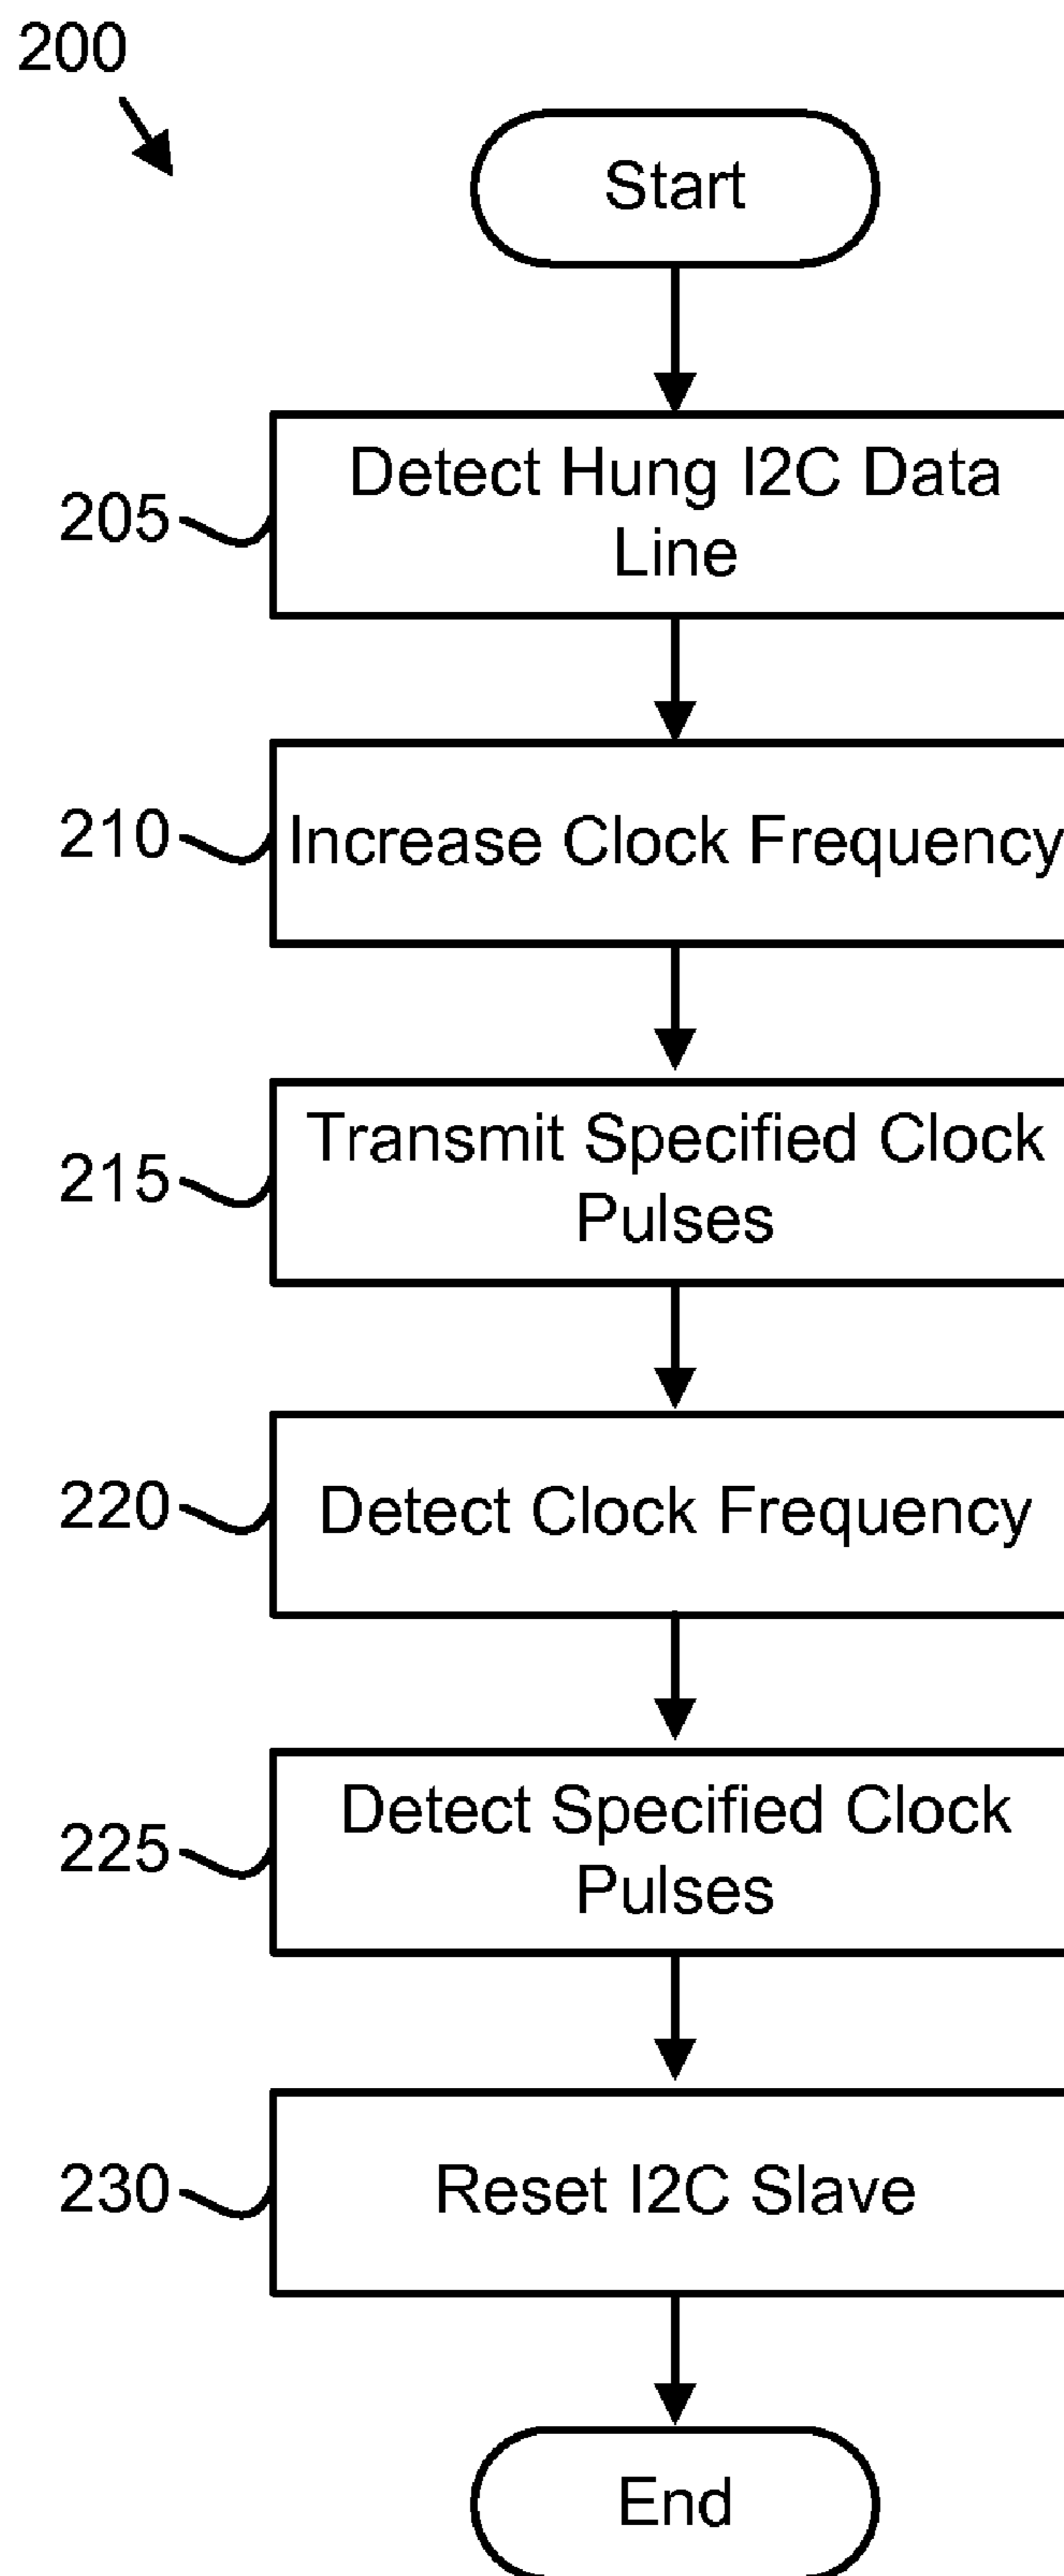 200
Start
205
Detect Hung I2C Data
Line
210
Increase Clock Frequency
215
Transmit Specified Clock
Pulses
220
Detect Clock Frequency
225
Detect Specified Clock
Pulses
230
Reset I2C Slave
End